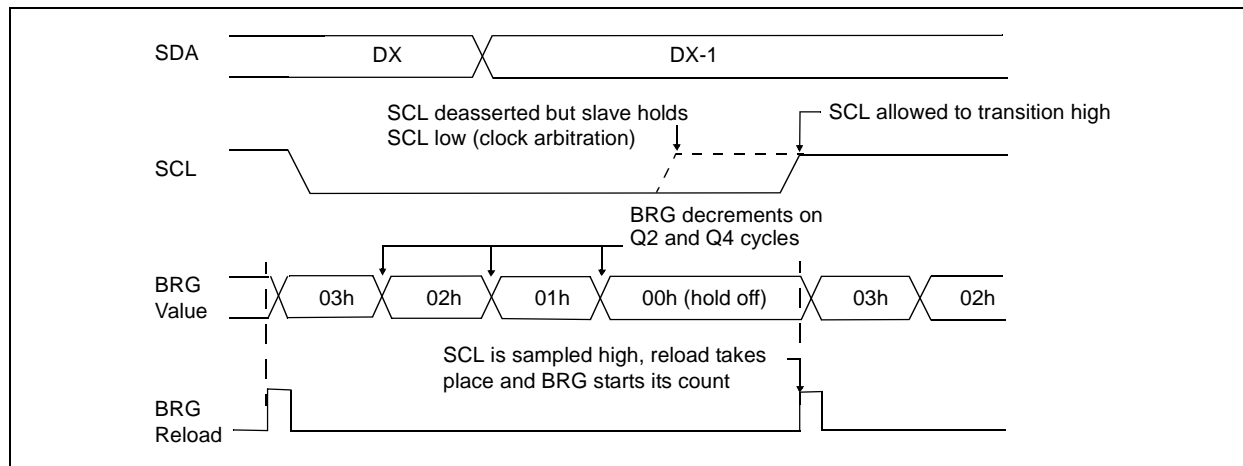 SDA
DX
DX-1
SCL deasserted but slave holds
SCL low (clock arbitration)
SCL allowed to transition high
SCL
BRG decrements on
Q2 and Q4 cycles
BRG
Value
03h
02h
01h
00h (hold off)
03h
02h
SCL is sampled high, reload takes
place and BRG starts its count
BRG
Reload